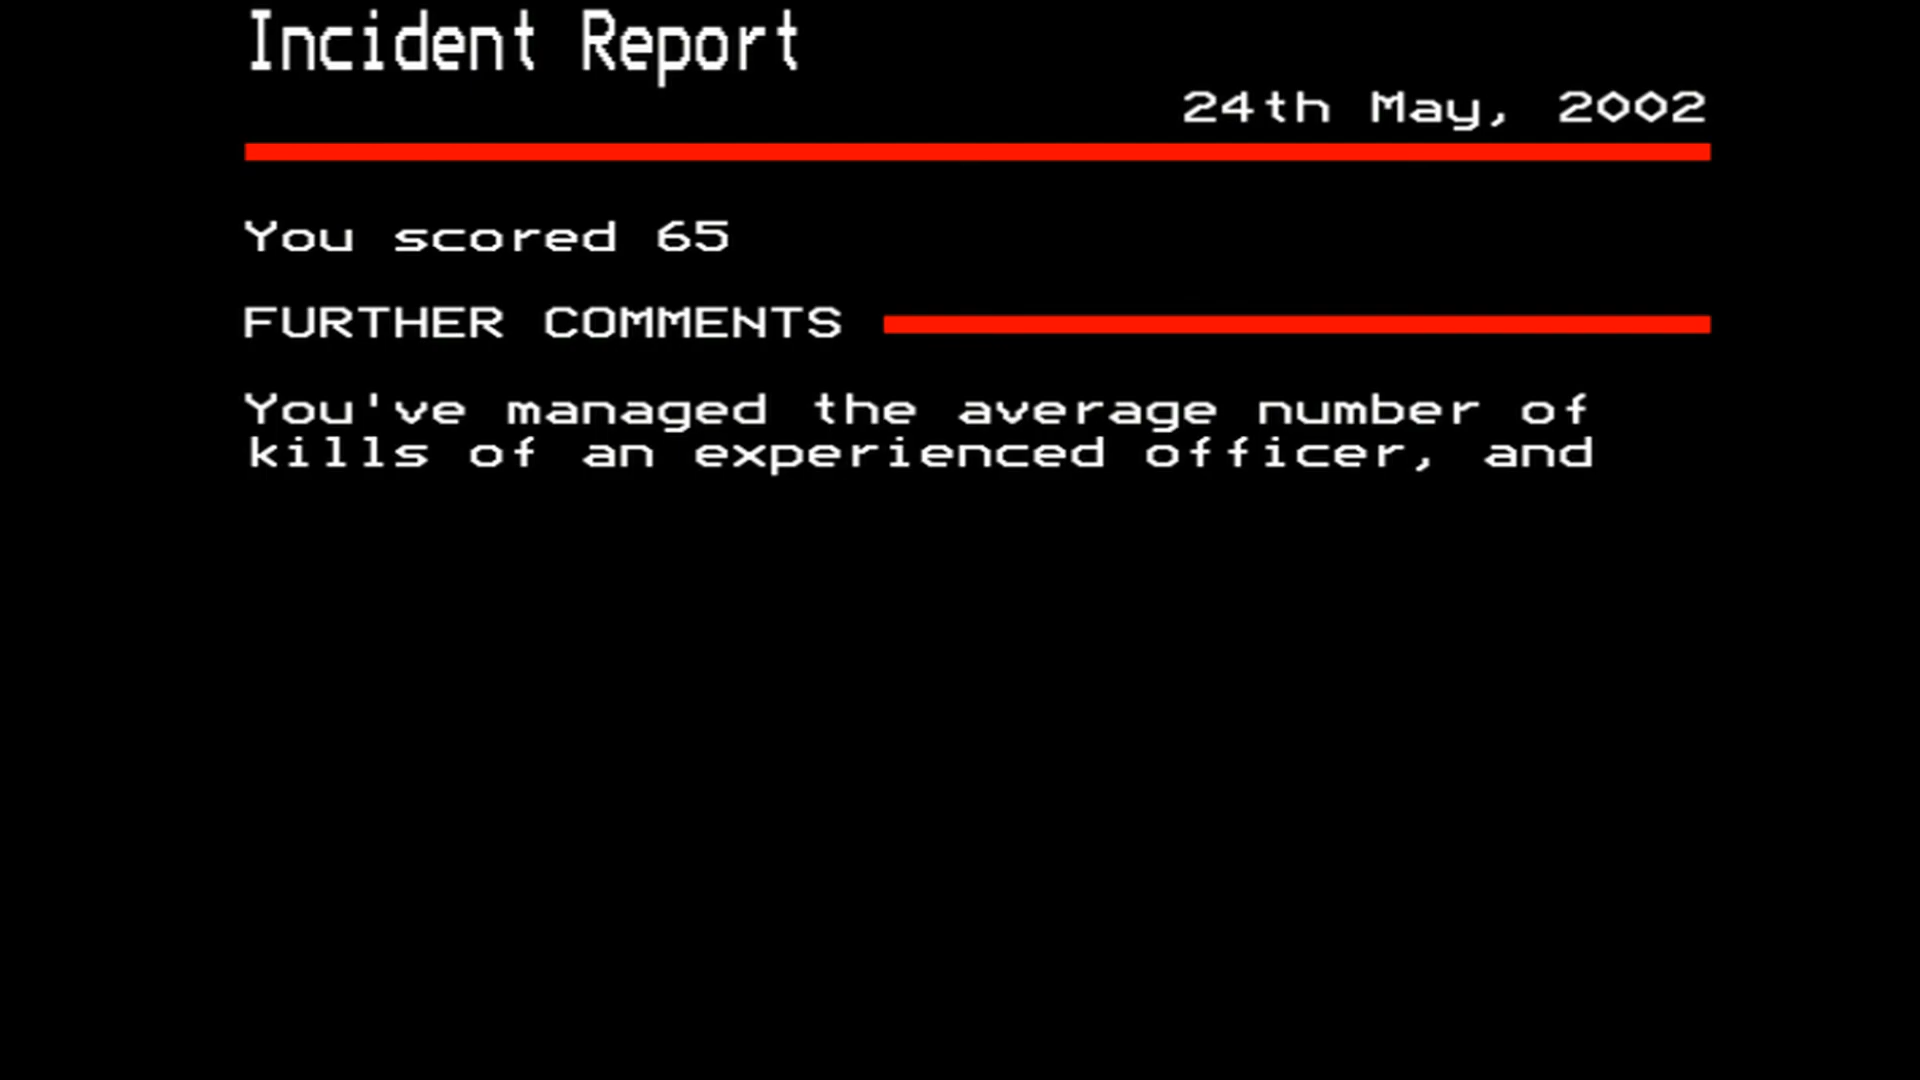 Incident Report
24th May, 2002
You scored 65
FURTHER COMMENTS
You've managed the average number of
kills of an experienced officer, and